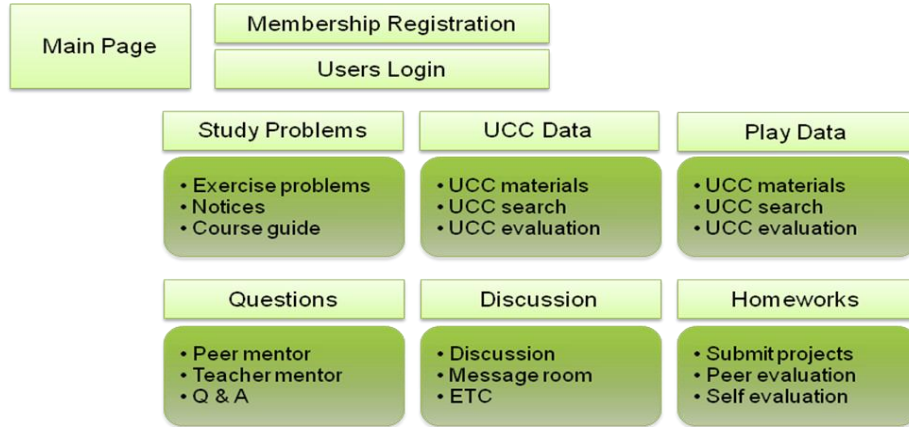 Main Page
Membership Registration
Users Login
Study Problems
• Exercise problems
• Notices
• Course guide
UCC Data
• UCC materials
• UCC search
• UCC evaluation
Play Data
• UCC materials
• UCC search
• UCC evaluation
Questions
• Peer mentor
• Teacher mentor
• Q & A
Discussion
• Discussion
• Message room
• ETC
Homeworks
• Submit projects
• Peer evaluation
• Self evaluation